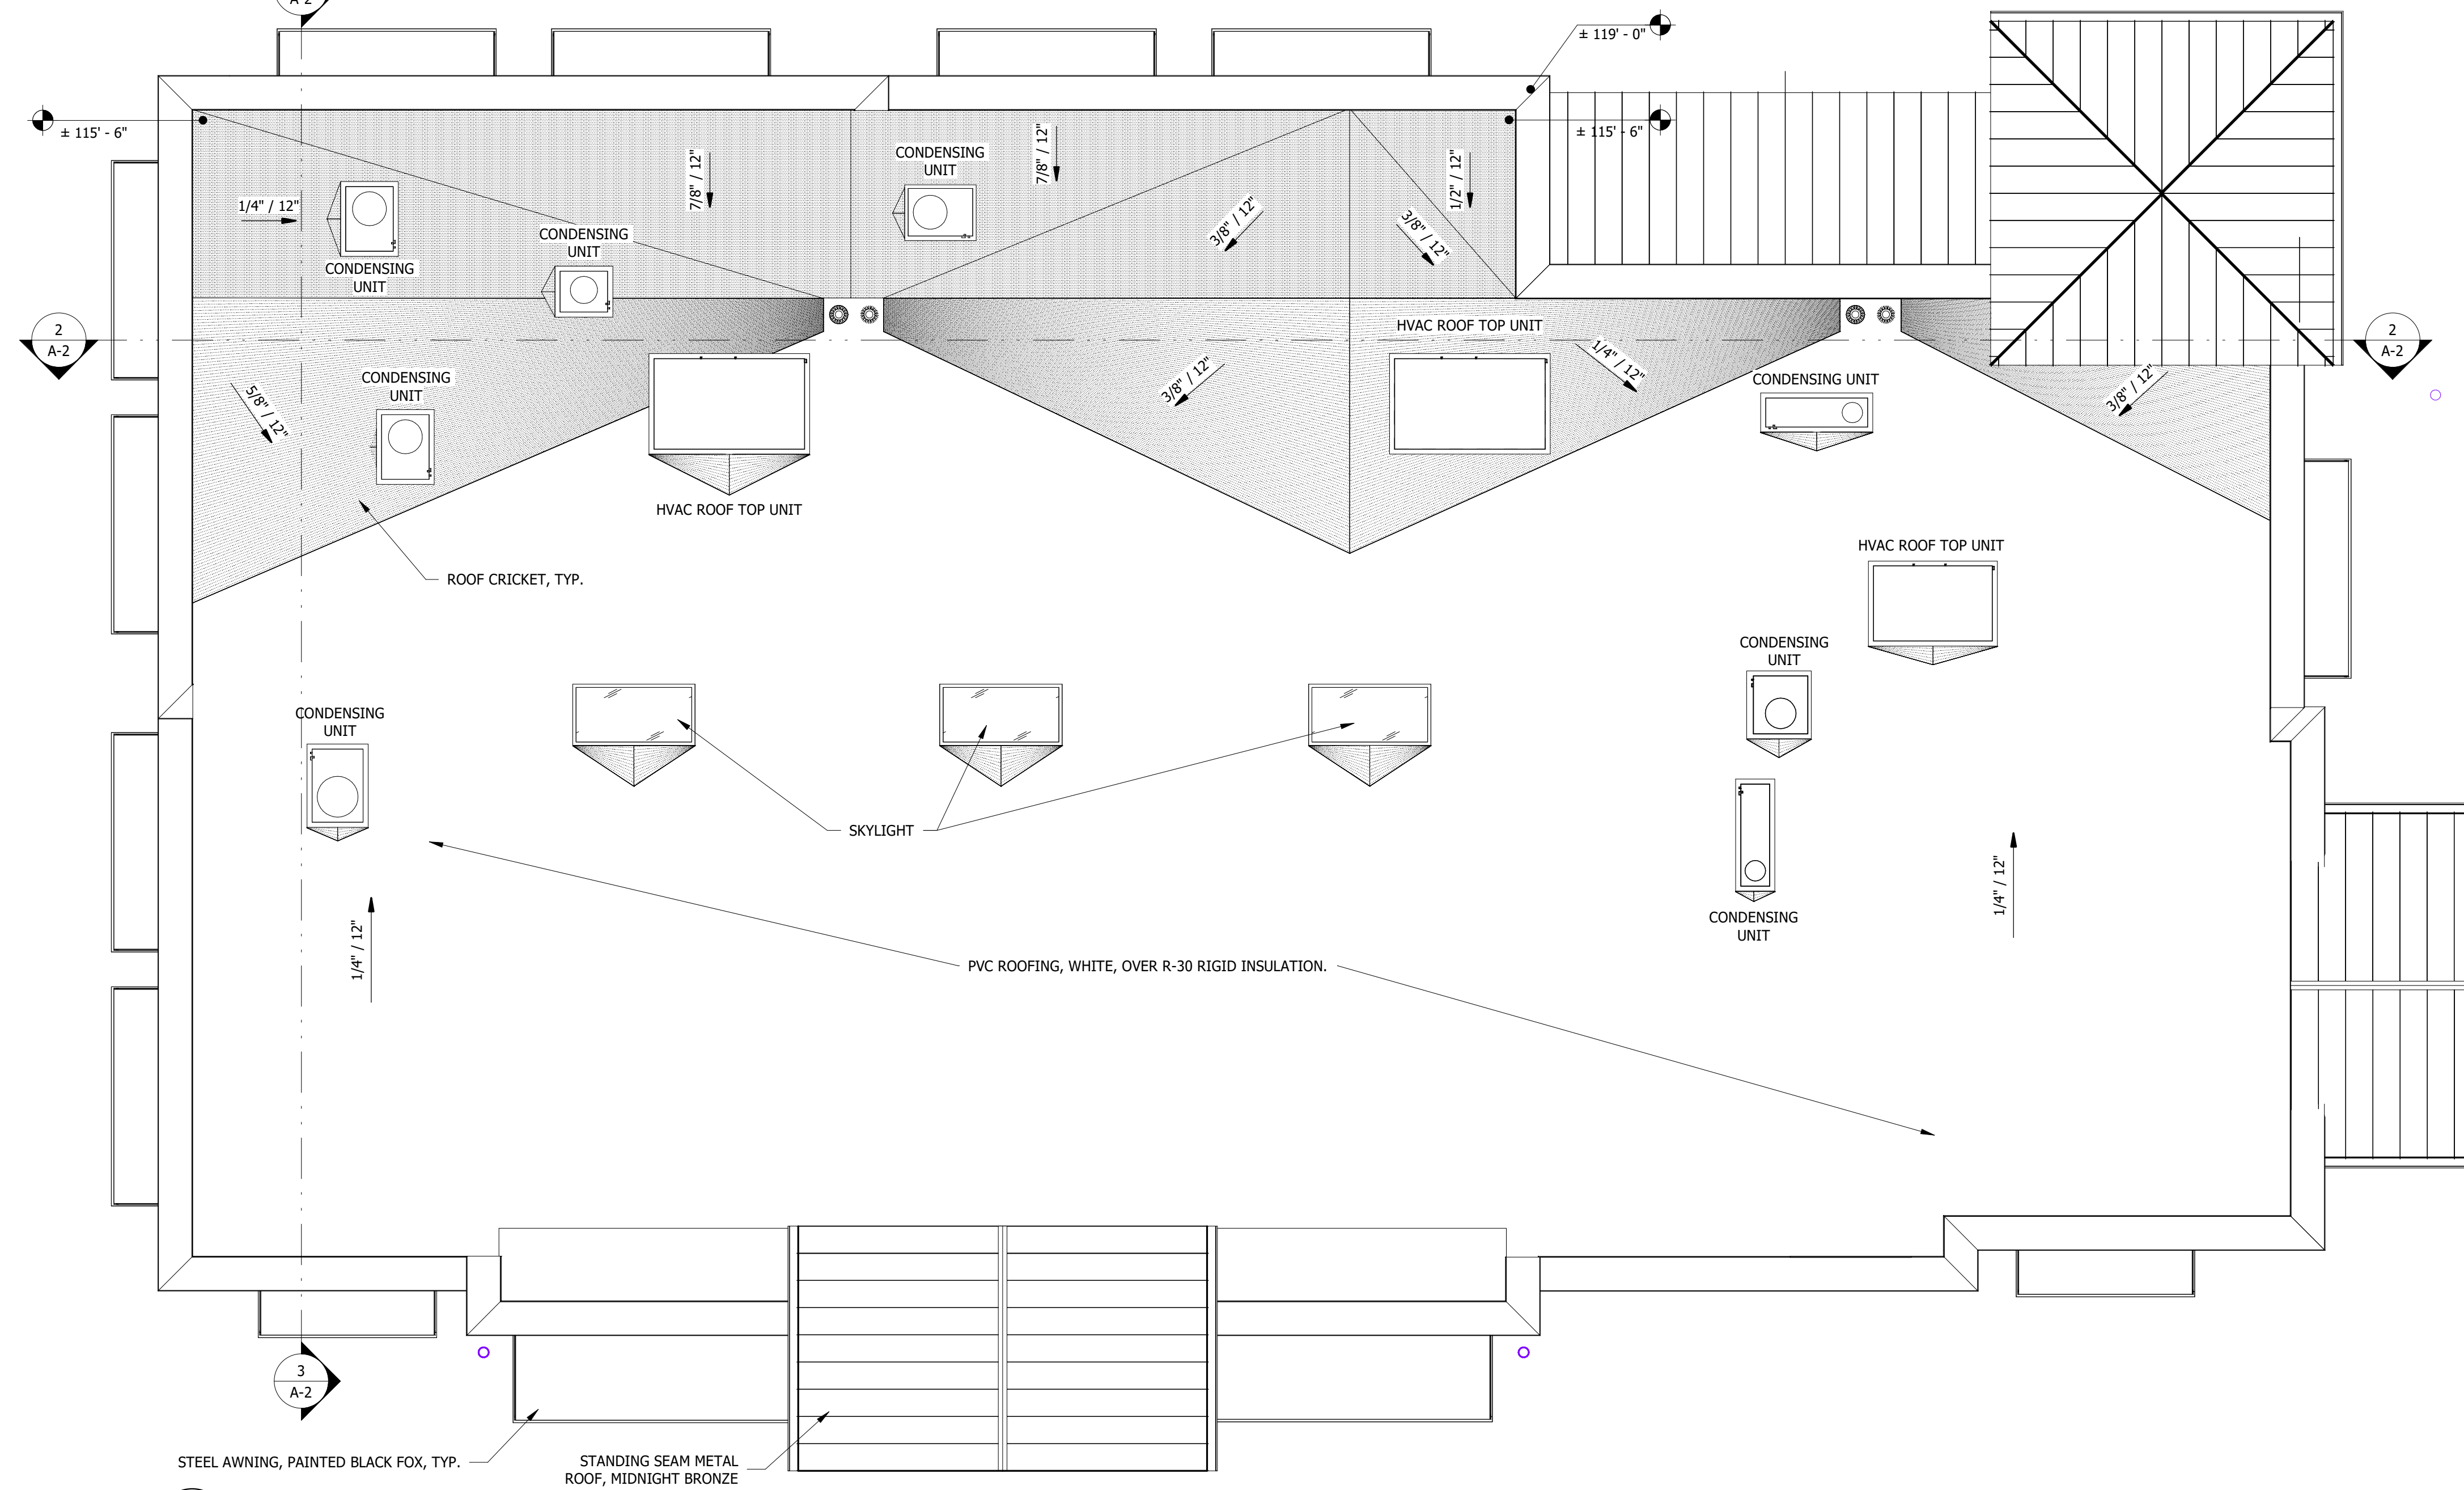 A-2
± 119' - 0"
± 115' - 6"
± 115' - 6"
CONDENSING
UNIT
7/8" / 12"
7/8" / 12"
1/2" / 12"
1/4" / 12"
3/8" / 12"
3/8" / 12"
CONDENSING
UNIT
CONDENSING
UNIT
2
A-2
HVAC ROOF TOP UNIT
2
A-2
1/4" / 12"
CONDENSING
UNIT
3/8" / 12"
CONDENSING UNIT
3/8" / 12"
5/8" / 12"
HVAC ROOF TOP UNIT
HVAC ROOF TOP UNIT
ROOF CRICKET, TYP.
CONDENSING
UNIT
CONDENSING
UNIT
SKYLIGHT
1/4" / 12"
CONDENSING
UNIT
1/4" / 12"
PVC ROOFING, WHITE, OVER R-30 RIGID INSULATION.
3
A-2
STEEL AWNING, PAINTED BLACK FOX, TYP.
STANDING SEAM METAL
ROOF, MIDNIGHT BRONZE